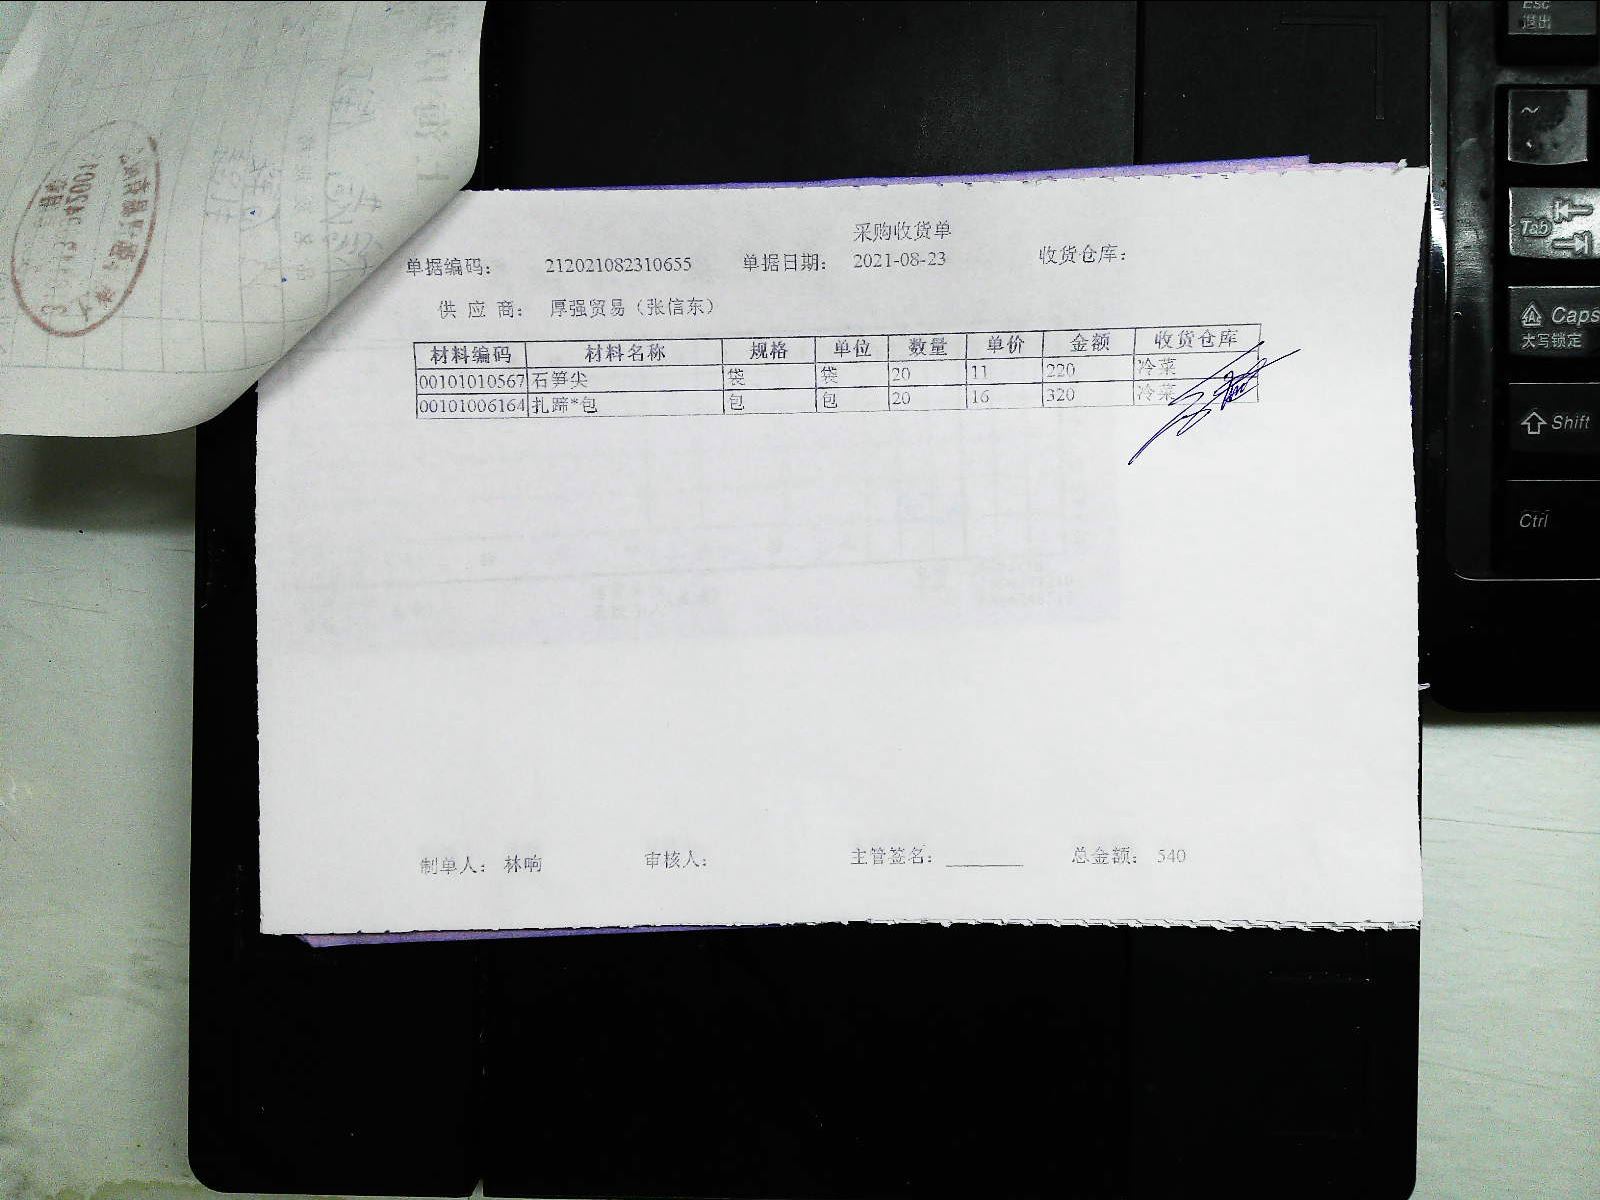 采购收货单
单据编码： 212021082310655 单据日期： 2021-08-23 收货仓库：
供 应 商： 厚强贸易（张信东）
材料编码 材料名称 规格 单位 数量 单价 金额 收货仓库
00101010567 石笋尖 袋 袋 20 11 220 冷菜
00101006164 扎蹄*包 包 包 20 16 320 冷菜
制单人： 林响 审核人： 主管签名： 总金额： 540
Esc
退出
~
Tab
Caps
大写锁定
Shift
Ctrl